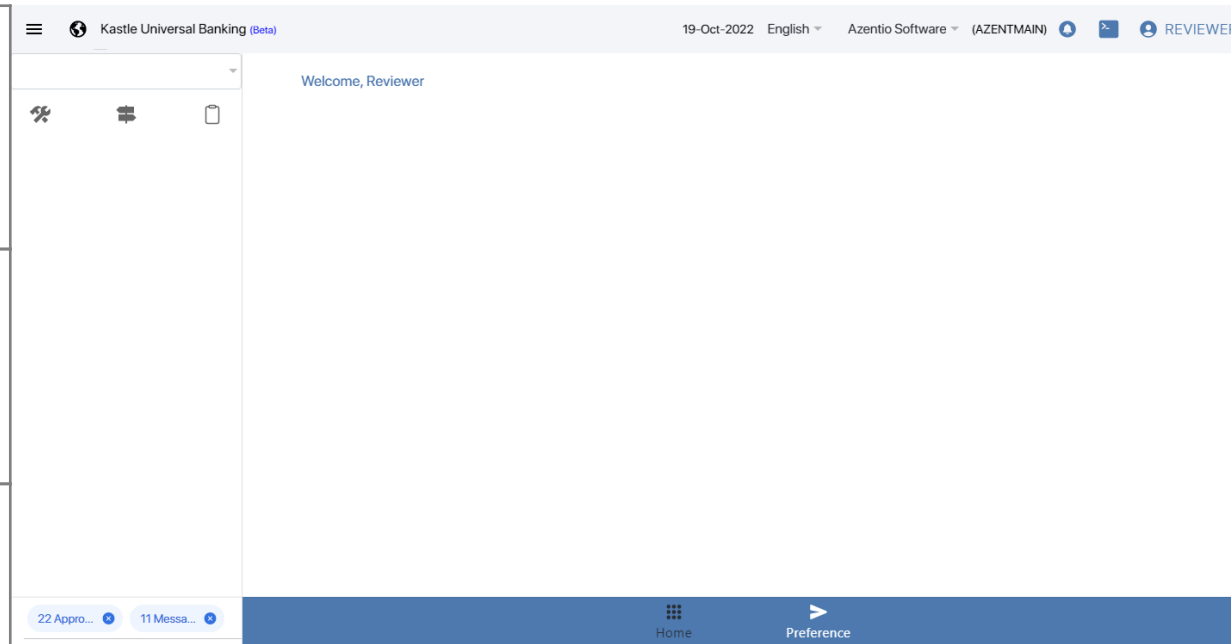 Kastle Universal Banking (Beta) 19-Oct-2022 English Azentio Software (AZENTMAIN) REVIEWER
Welcome, Reviewer
22 Appro... 11 Messa...
Home Preference